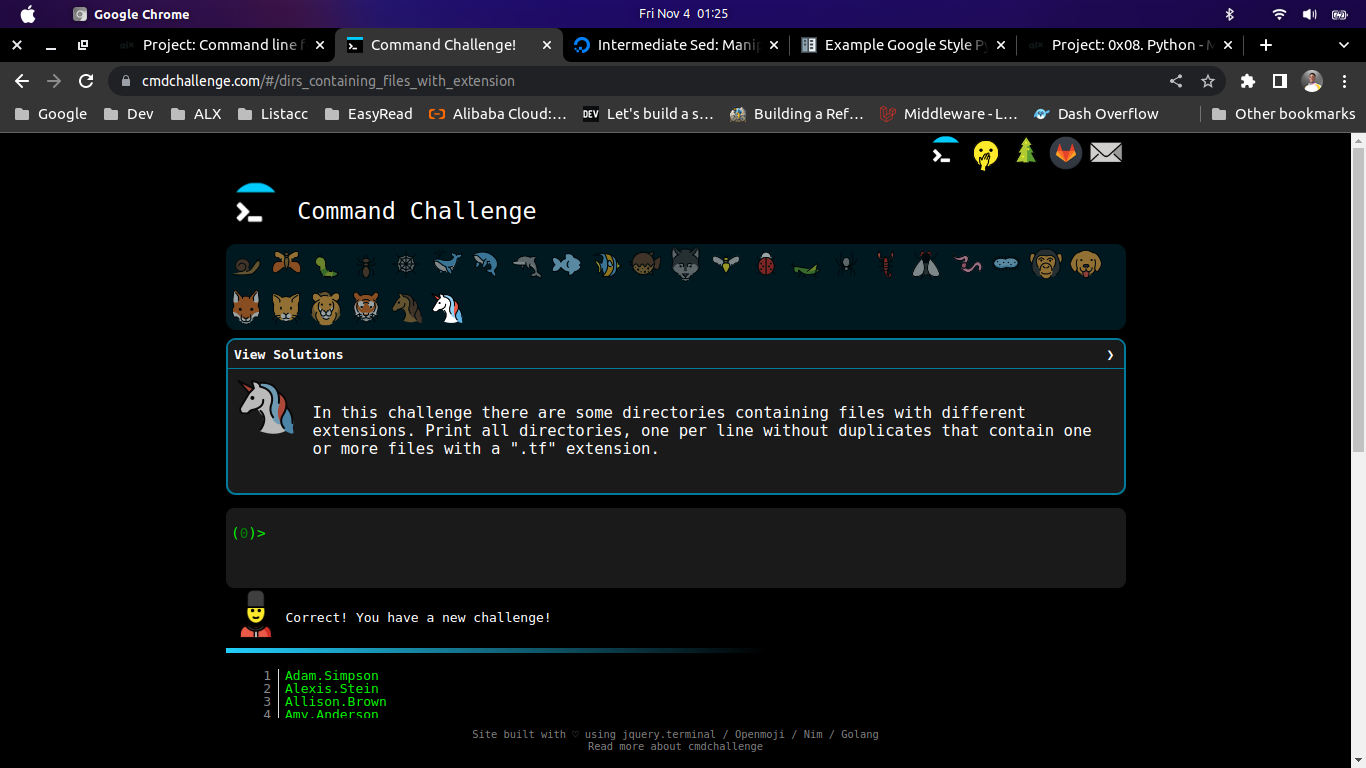 Google Chrome
Fri Nov 4 01:25
Project: Command line f
Command Challenge!
Intermediate Sed: Manip
Example Google Style Py
Project: 0x08. Python - M
cmdchallenge.com/#/dirs_containing_files_with_extension
Google
Dev
ALX
Listacc
EasyRead
Alibaba Cloud:...
DEV
Let's build a s...
Building a Ref...
Middleware - L...
Dash Overflow
Other bookmarks
Command Challenge
View Solutions
In this challenge there are some directories containing files with different
extensions. Print all directories, one per line without duplicates that contain one
or more files with a ".tf" extension.
(0)>
Correct! You have a new challenge!
1 Adam.Simpson
2 Alexis.Stein
3 Allison.Brown
4 Amy.Anderson
Site built with ♡ using jquery.terminal / Openmoji / Nim / Golang
Read more about cmdchallenge